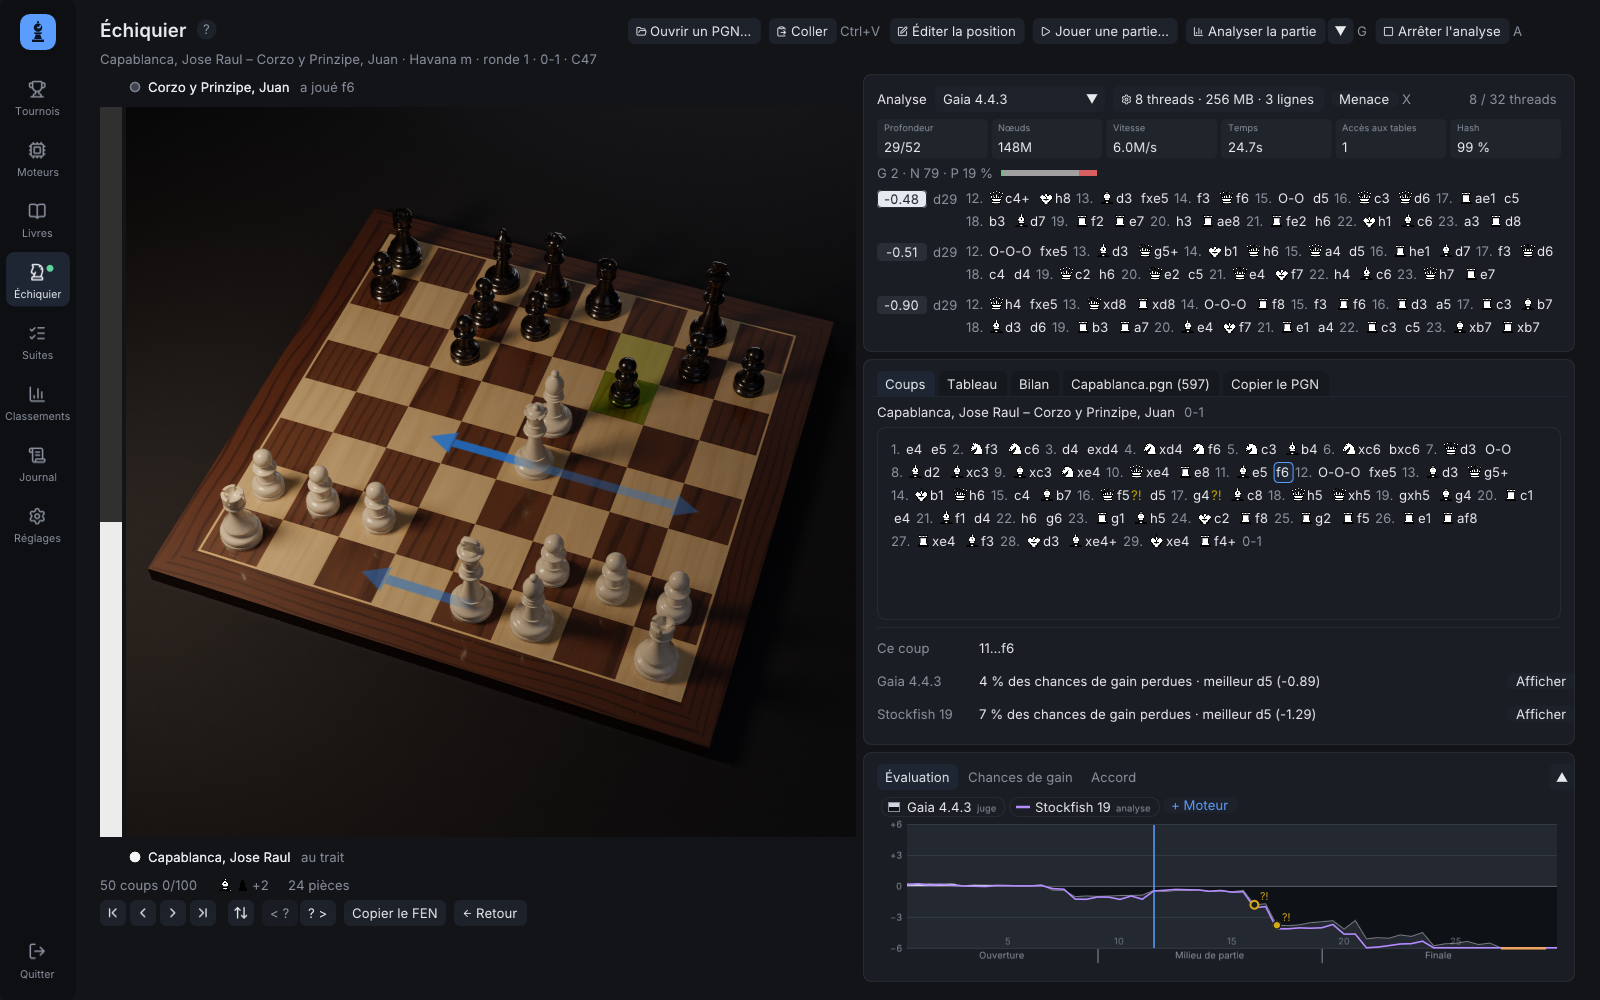 Échiquier ?
Ouvrir un PGN... Coller Ctrl+V Éditer la position Jouer une partie... Analyser la partie ▼ G Arrêter l'analyse A
Capablanca, Jose Raul – Corzo y Prinzipe, Juan · Havana m · ronde 1 · 0-1 · C47
Corzo y Prinzipe, Juan a joué f6
Tournois
Moteurs
Livres
Échiquier
Suites
Classements
Journal
Réglages
Quitter
Capablanca, Jose Raul au trait
50 coups 0/100 +2 24 pièces
< ? ? > Copier le FEN ← Retour
Analyse Gaia 4.4.3 ▼ 8 threads · 256 MB · 3 lignes Menace X 8 / 32 threads
Profondeur Nœuds Vitesse Temps Accès aux tables Hash
29/52 148M 6.0M/s 24.7s 1 99 %
G 2 · N 79 · P 19 %
-0.48 d29 12. ♕c4+ ♚h8 13. ♝d3 fxe5 14. f3 ♕f6 15. O-O d5 16. ♕c3 ♕d6 17. ♜ae1 c5
18. b3 ♝d7 19. ♜f2 ♜e7 20. h3 ♜ae8 21. ♜fe2 h6 22. ♚h1 ♝c6 23. a3 ♜d8
-0.51 d29 12. O-O-O fxe5 13. ♝d3 ♕g5+ 14. ♚b1 ♕h6 15. ♕a4 d5 16. ♜he1 ♝d7 17. f3 ♕d6
18. c4 d4 19. ♕c2 h6 20. ♕e2 c5 21. ♕e4 ♚f7 22. h4 ♝c6 23. ♕h7 ♜e7
-0.90 d29 12. ♕h4 fxe5 13. ♕xd8 ♜xd8 14. O-O-O ♜f8 15. f3 ♜f6 16. ♜d3 a5 17. ♜c3 ♝b7
18. ♝d3 d6 19. ♜b3 ♜a7 20. ♝e4 ♚f7 21. ♜e1 a4 22. ♜c3 c5 23. ♝xb7 ♜xb7
Coups Tableau Bilan Capablanca.pgn (597) Copier le PGN
Capablanca, Jose Raul – Corzo y Prinzipe, Juan 0-1
1. e4 e5 2. ♞f3 ♞c6 3. d4 exd4 4. ♞xd4 ♞f6 5. ♞c3 ♝b4 6. ♞xc6 bxc6 7. ♕d3 O-O
8. ♝d2 ♝xc3 9. ♝xc3 ♞xe4 10. ♕xe4 ♜e8 11. ♝e5 f6 12. O-O-O fxe5 13. ♝d3 ♕g5+
14. ♚b1 ♕h6 15. c4 ♝b7 16. ♕f5?! d5 17. g4?! ♝c8 18. ♕h5 ♕xh5 19. gxh5 ♝g4 20. ♜c1
e4 21. ♝f1 d4 22. h6 g6 23. ♜g1 ♝h5 24. ♚c2 ♜f8 25. ♜g2 ♜f5 26. ♜e1 ♜af8
27. ♜xe4 ♝f3 28. ♚d3 ♝xe4+ 29. ♚xe4 ♜f4+ 0-1
Ce coup 11...f6
Gaia 4.4.3 4 % des chances de gain perdues · meilleur d5 (-0.89) Afficher
Stockfish 19 7 % des chances de gain perdues · meilleur d5 (-1.29) Afficher
Évaluation Chances de gain Accord ▲
Gaia 4.4.3 juge Stockfish 19 analyse + Moteur
+6
+3
0
−3
−6
?!
?!
5 10 15 20 25
Ouverture Milieu de partie Finale